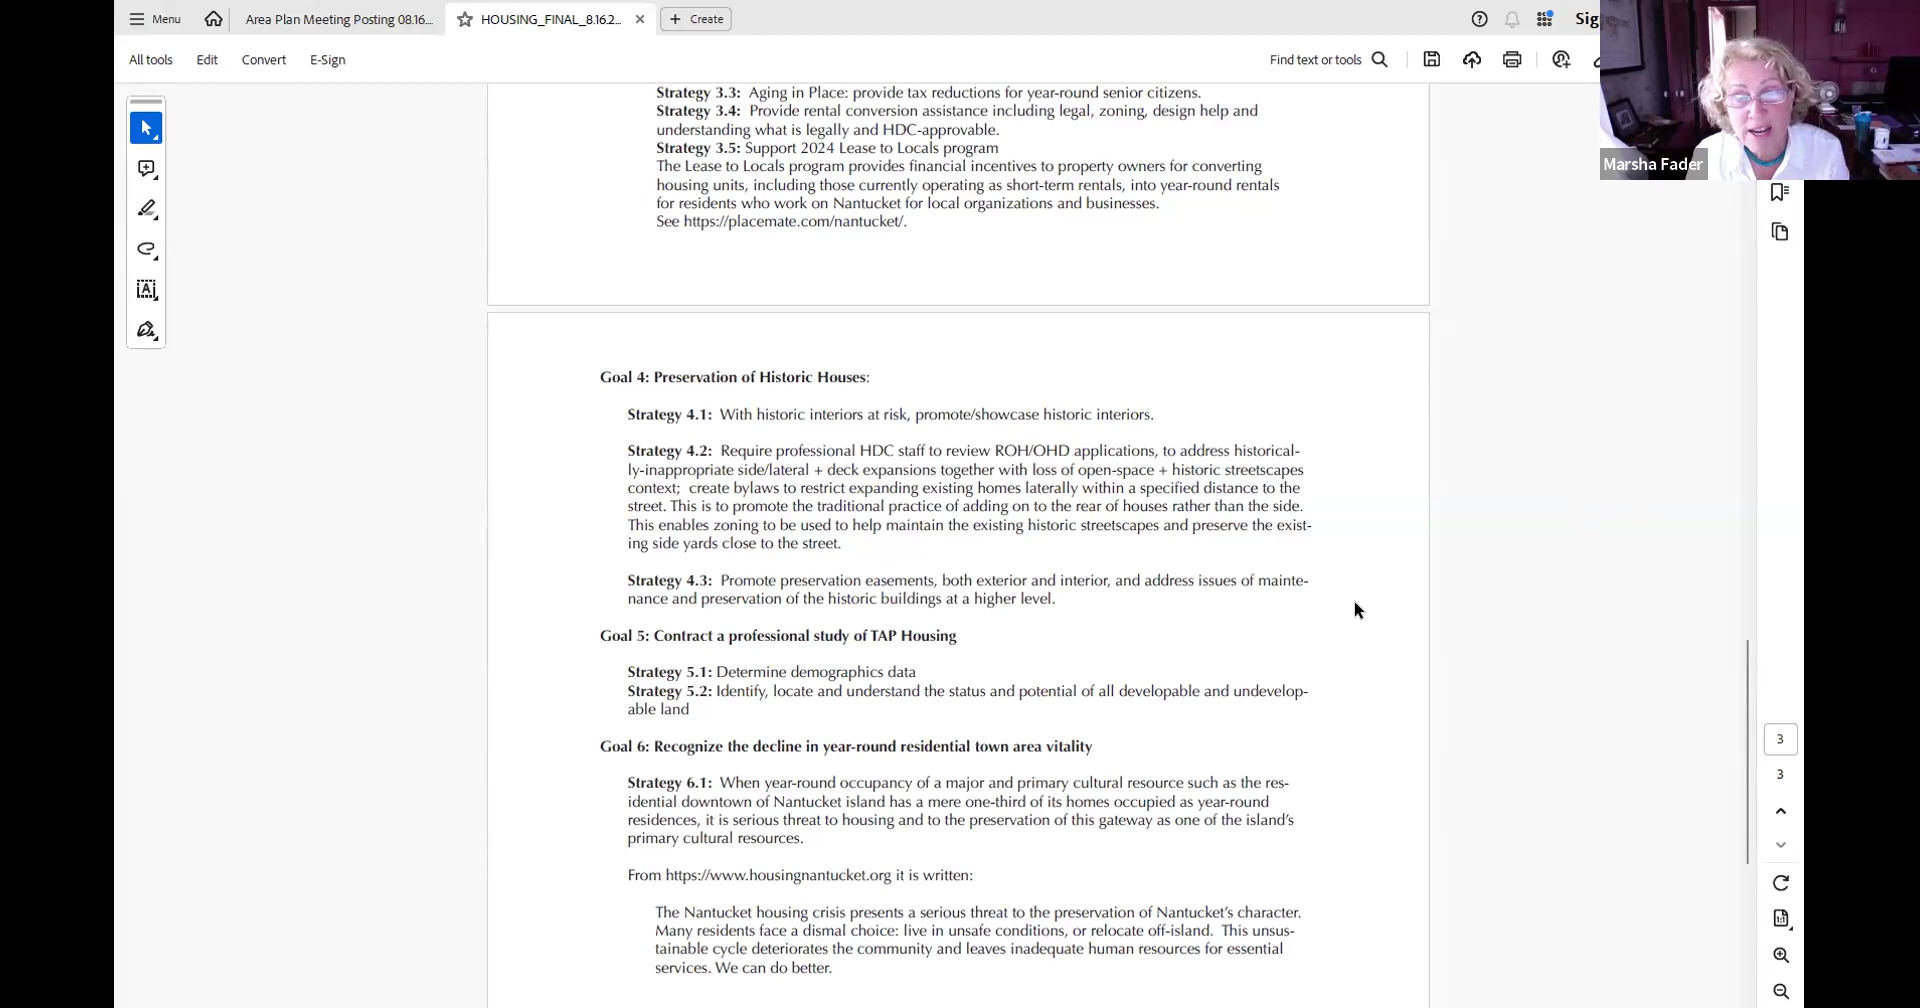 Menu
Area Plan Meeting Posting 08.16...
HOUSING_FINAL_8.16.2...
Create
Sig
All tools
Edit
Convert
E-Sign
Find text or tools
Marsha Fader
Strategy 3.3: Aging in Place: provide tax reductions for year-round senior citizens.
Strategy 3.4: Provide rental conversion assistance including legal, zoning, design help and
understanding what is legally and HDC-approvable.
Strategy 3.5: Support 2024 Lease to Locals program
The Lease to Locals program provides financial incentives to property owners for converting
housing units, including those currently operating as short-term rentals, into year-round rentals
for residents who work on Nantucket for local organizations and businesses.
See https://placemate.com/nantucket/.
Goal 4: Preservation of Historic Houses:
Strategy 4.1: With historic interiors at risk, promote/showcase historic interiors.
Strategy 4.2: Require professional HDC staff to review ROH/OHD applications, to address historical-
ly-inappropriate side/lateral + deck expansions together with loss of open-space + historic streetscapes
context; create bylaws to restrict expanding existing homes laterally within a specified distance to the
street. This is to promote the traditional practice of adding on to the rear of houses rather than the side.
This enables zoning to be used to help maintain the existing historic streetscapes and preserve the exist-
ing side yards close to the street.
Strategy 4.3: Promote preservation easements, both exterior and interior, and address issues of mainte-
nance and preservation of the historic buildings at a higher level.
Goal 5: Contract a professional study of TAP Housing
Strategy 5.1: Determine demographics data
Strategy 5.2: Identify, locate and understand the status and potential of all developable and undevelop-
able land
Goal 6: Recognize the decline in year-round residential town area vitality
Strategy 6.1: When year-round occupancy of a major and primary cultural resource such as the res-
idential downtown of Nantucket island has a mere one-third of its homes occupied as year-round
residences, it is serious threat to housing and to the preservation of this gateway as one of the island's
primary cultural resources.
From https://www.housingnantucket.org it is written:
The Nantucket housing crisis presents a serious threat to the preservation of Nantucket's character.
Many residents face a dismal choice: live in unsafe conditions, or relocate off-island. This unsus-
tainable cycle deteriorates the community and leaves inadequate human resources for essential
services. We can do better.
3
3